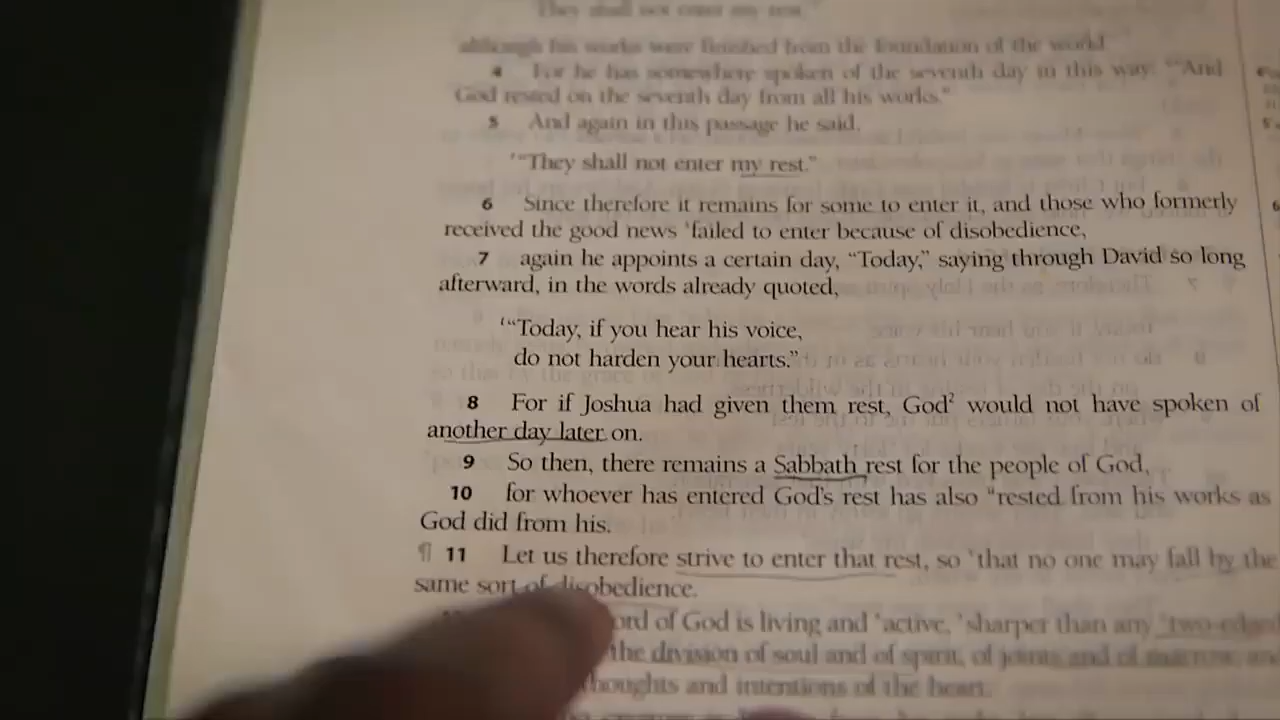 They shall not enter my rest."
although his works were finished from the foundation of the world.
4 For he has somewhere spoken of the seventh day in this way: "And
God rested on the seventh day from all his works."
5 And again in this passage he said,
"They shall not enter my rest."
6 Since therefore it remains for some to enter it, and those who formerly
received the good news failed to enter because of disobedience,
7 again he appoints a certain day, "Today," saying through David so long
afterward, in the words already quoted,
"Today, if you hear his voice,
do not harden your hearts."
8 For if Joshua had given them rest, God² would not have spoken of
another day later on.
9 So then, there remains a Sabbath rest for the people of God,
10 for whoever has entered God's rest has also "rested from his works as
God did from his.
¶ 11 Let us therefore strive to enter that rest, so that no one may fall by the
same sort of disobedience.
ord of God is living and active, sharper than any two-edged
the division of soul and of spirit, of joints and of marrow, and
thoughts and intentions of the heart.